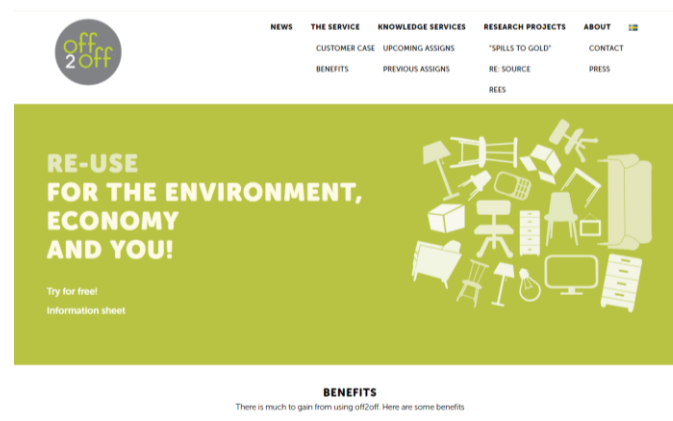 off
2off
NEWS THE SERVICE KNOWLEDGE SERVICES RESEARCH PROJECTS ABOUT
CUSTOMER CASE UPCOMING ASSIGNS "SPILLS TO GOLD" CONTACT
BENEFITS PREVIOUS ASSIGNS RE: SOURCE PRESS
REES
RE-USE
FOR THE ENVIRONMENT,
ECONOMY
AND YOU!
Try for free!
Information sheet
BENEFITS
There is much to gain from using off2off. Here are some benefits